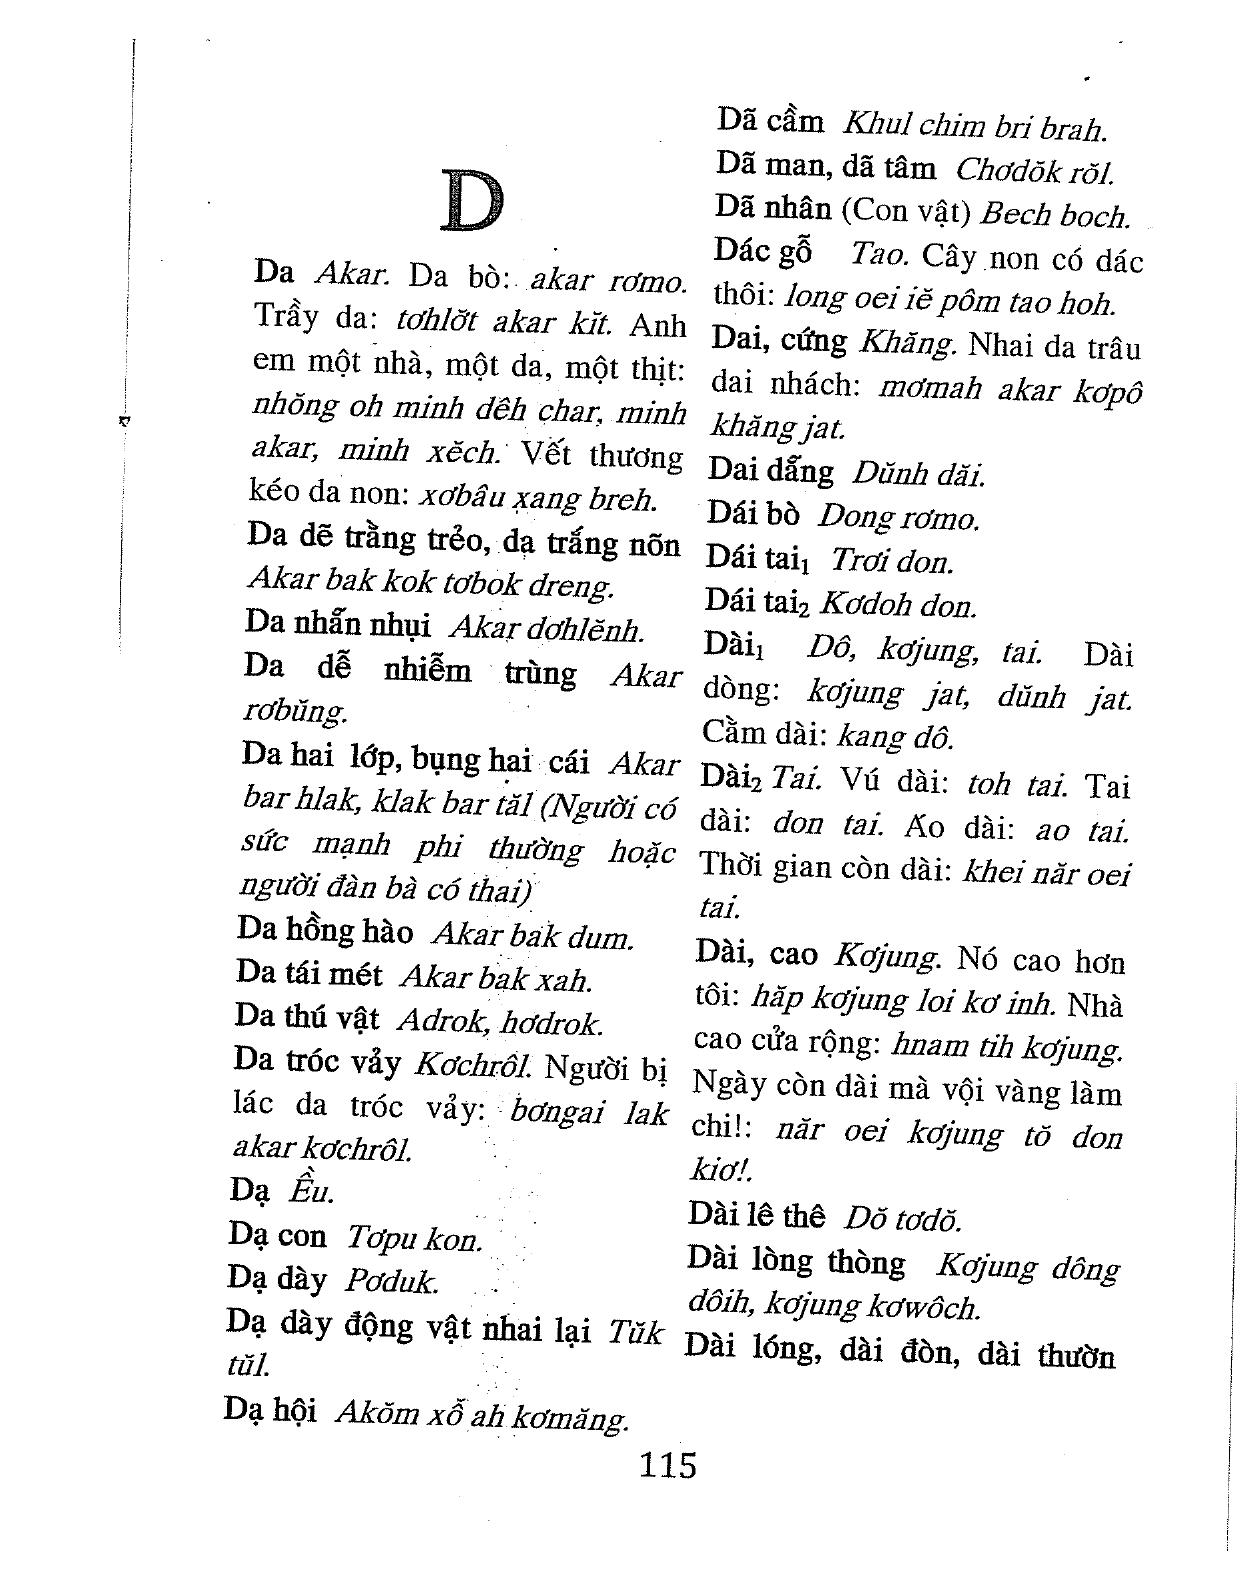 D
Da Akar. Da bò: akar rơmo.
Trầy da: tơhlơ̆t akar kĭt. Anh
em một nhà, một da, một thịt:
nhŏng oh minh dêh char, minh
akar, minh xĕch. Vết thương
kéo da non: xơbâu xang breh.
Da dẽ trằng trẻo, da trắng nõn
Akar bak kok tơbok dreng.
Da nhẵn nhụi Akar dơhlĕnh.
Da dễ nhiễm trùng Akar
rơbŭng.
Da hai lớp, bụng hai cái Akar
bar hlak, klak bar tăl (Người có
sức mạnh phi thường hoặc
người đàn bà có thai)
Da hồng hào Akar bak dum.
Da tái mét Akar bak xah.
Da thú vật Adrok, hơdrok.
Da tróc vảy Kơchrôl. Người bị
lác da tróc vảy: bơngai lak
akar kơchrôl.
Dạ Ều.
Dạ con Tơpu kon.
Dạ dày Pơduk.
Dạ dày động vật nhai lại Tŭk
tŭl.
Dạ hội Akŏm xô̆ ah kơmăng.
Dã cầm Khul chim bri brah.
Dã man, dã tâm Chơdŏk rŏl.
Dã nhân (Con vật) Bech boch.
Dác gỗ Tao. Cây non có dác
thôi: long oei iĕ pôm tao hoh.
Dai, cứng Khăng. Nhai da trâu
dai nhách: mơmah akar kơpô
khăng jat.
Dai dẳng Dŭnh dăi.
Dái bò Dong rơmo.
Dái tai₁ Trơi don.
Dái tai₂ Kơdoh don.
Dài₁ Dô, kơjung, tai. Dài
dòng: kơjung jat, dŭnh jat.
Cằm dài: kang dô.
Dài₂ Tai. Vú dài: toh tai. Tai
dài: don tai. Áo dài: ao tai.
Thời gian còn dài: khei năr oei
tai.
Dài, cao Kơjung. Nó cao hơn
tôi: hăp kơjung loi kơ inh. Nhà
cao cửa rộng: hnam tih kơjung.
Ngày còn dài mà vội vàng làm
chi!: năr oei kơjung tŏ don
kiơ!.
Dài lê thê Dŏ tơdŏ.
Dài lòng thòng Kơjung dông
dôih, kơjung kơwôch.
Dài lóng, dài đòn, dài thườn
115